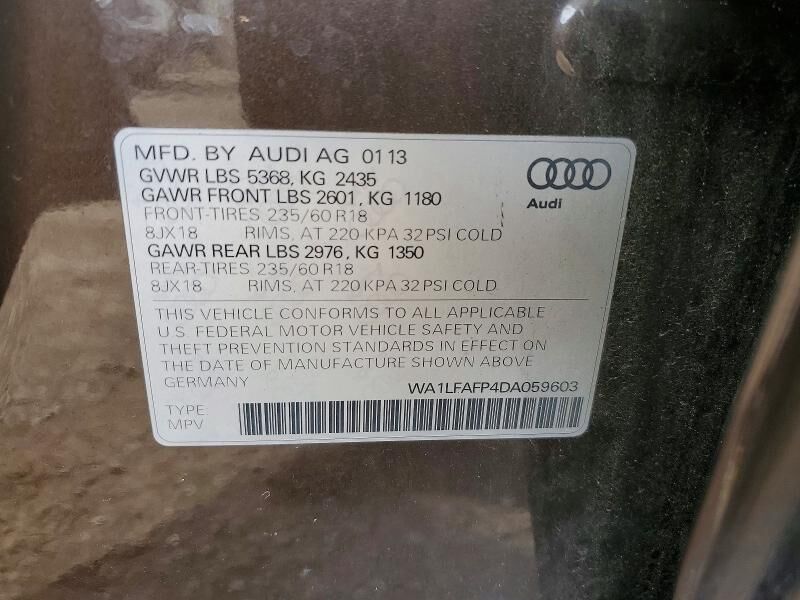 MFD. BY AUDI AG 01 13
GVWR LBS 5368, KG 2435
GAWR FRONT LBS 2601, KG 1180
FRONT-TIRES 235/60 R18
8JX18 RIMS, AT 220 KPA 32 PSI COLD
GAWR REAR LBS 2976, KG 1350
REAR-TIRES 235/60 R18
8JX18 RIMS, AT 220 KPA 32 PSI COLD
Audi
THIS VEHICLE CONFORMS TO ALL APPLICABLE
U.S. FEDERAL MOTOR VEHICLE SAFETY AND
THEFT PREVENTION STANDARDS IN EFFECT ON
THE DATE OF MANUFACTURE SHOWN ABOVE
GERMANY
WA1LFAFP4DA059603
TYPE
MPV